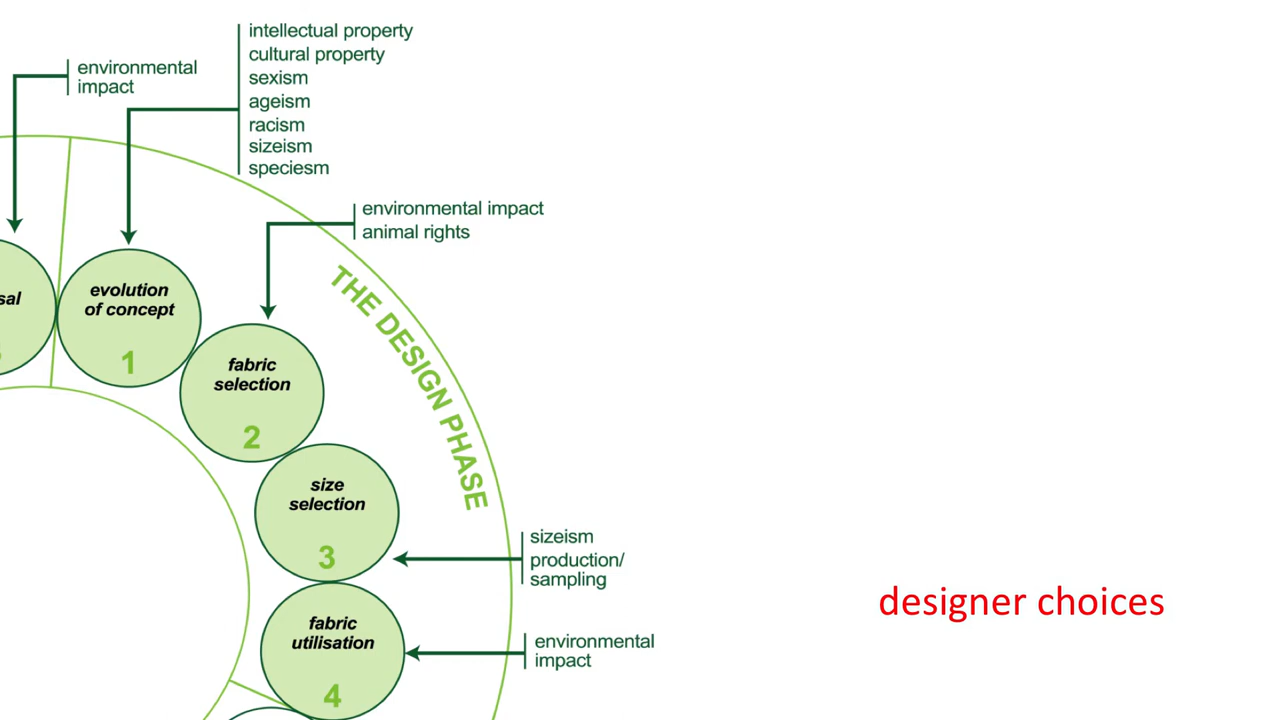 environmental
impact
intellectual property
cultural property
sexism
ageism
racism
sizeism
speciesm
environmental impact
animal rights
THE DESIGN PHASE
sal
evolution
of concept
1
fabric
selection
2
size
selection
3
sizeism
production/
sampling
fabric
utilisation
4
environmental
impact
designer choices